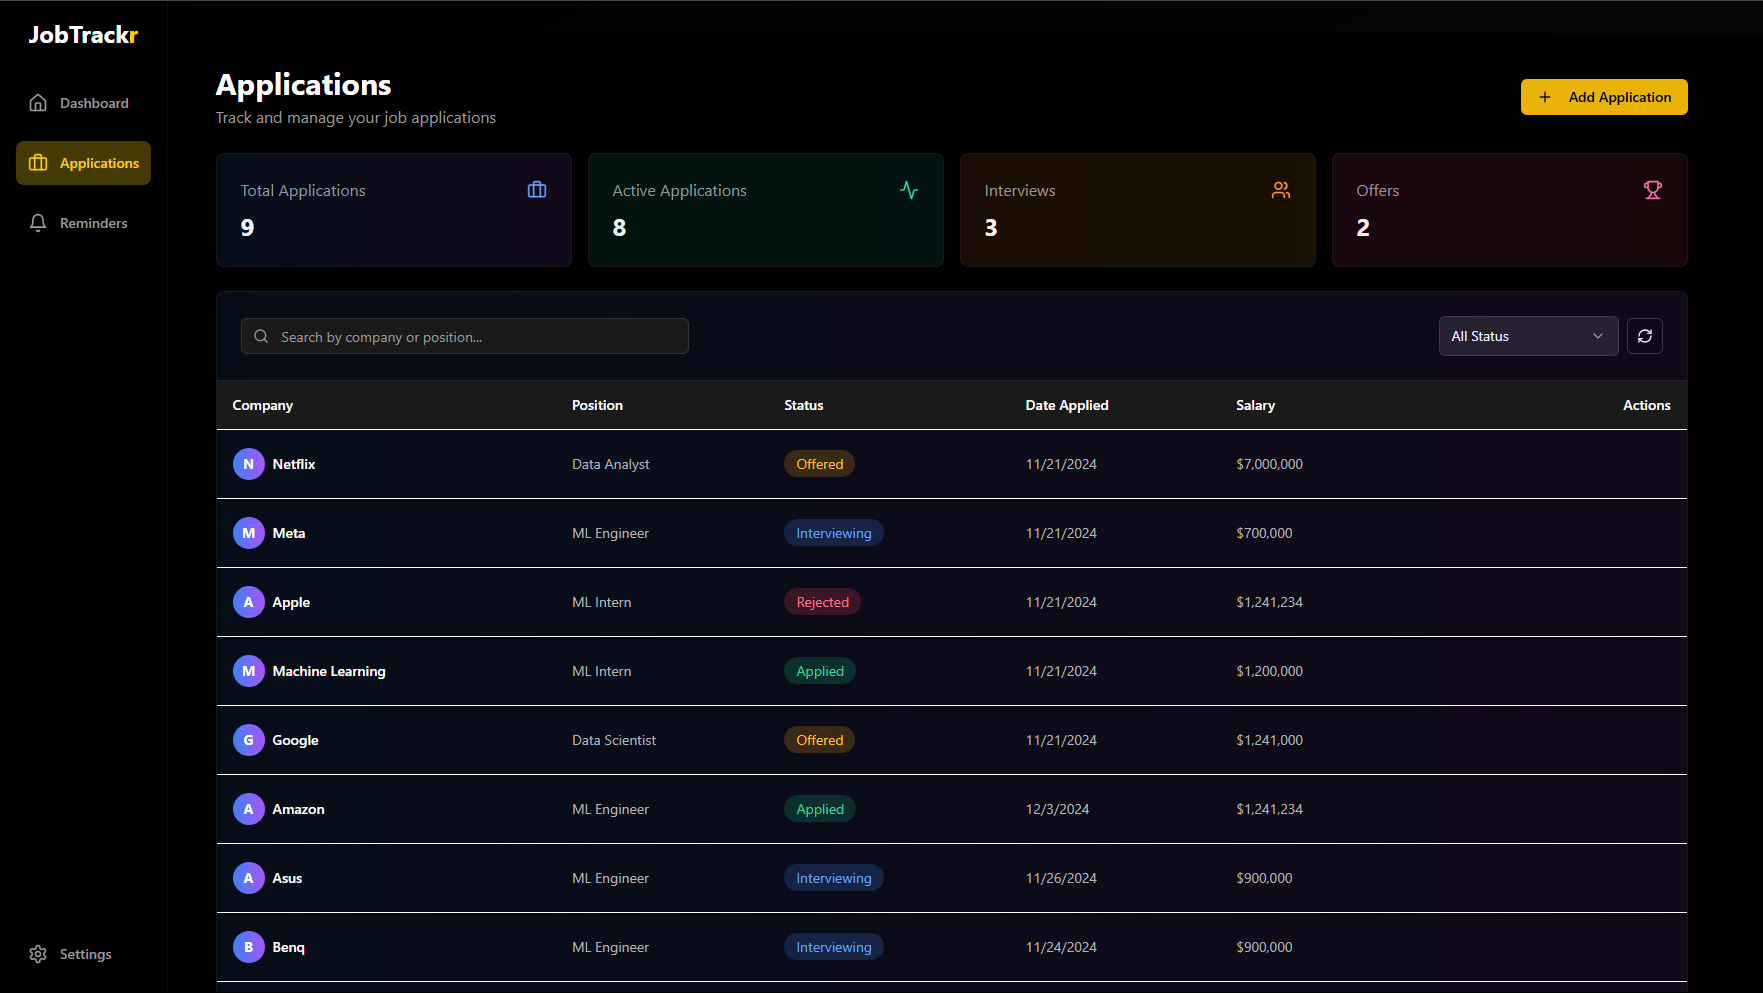 JobTrackr
Dashboard
Applications
Reminders
Settings
Applications
Track and manage your job applications
+ Add Application
Total Applications
9
Active Applications
8
Interviews
3
Offers
2
Search by company or position...
All Status
Company Position Status Date Applied Salary Actions
N Netflix Data Analyst Offered 11/21/2024 $7,000,000
M Meta ML Engineer Interviewing 11/21/2024 $700,000
A Apple ML Intern Rejected 11/21/2024 $1,241,234
M Machine Learning ML Intern Applied 11/21/2024 $1,200,000
G Google Data Scientist Offered 11/21/2024 $1,241,000
A Amazon ML Engineer Applied 12/3/2024 $1,241,234
A Asus ML Engineer Interviewing 11/26/2024 $900,000
B Benq ML Engineer Interviewing 11/24/2024 $900,000